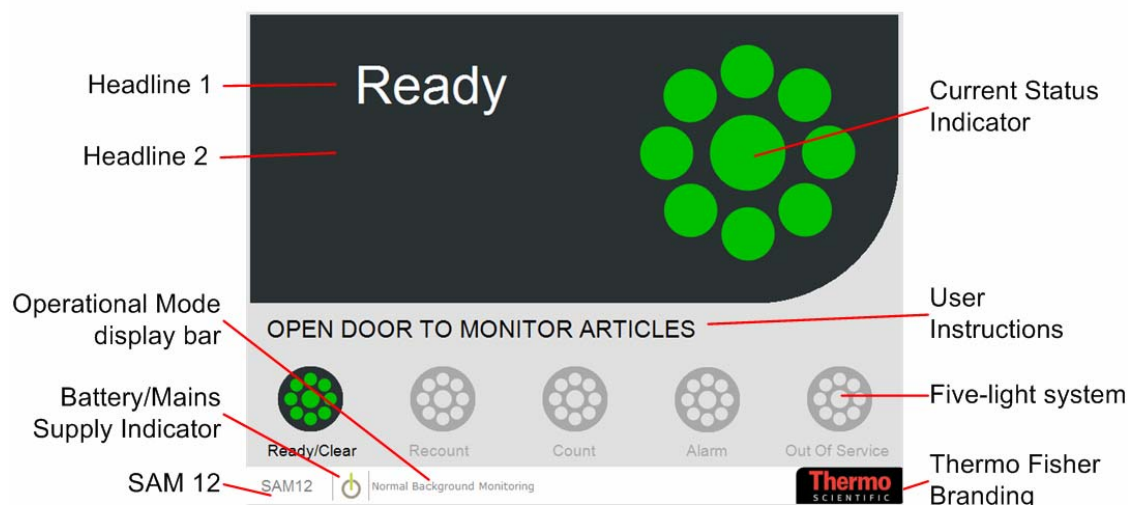 Headline 1
Ready
Headline 2
Current Status
Indicator
Operational Mode
display bar
OPEN DOOR TO MONITOR ARTICLES
User
Instructions
Battery/Mains
Supply Indicator
Five-light system
Ready/Clear
Recount
Count
Alarm
Out Of Service
SAM 12
SAM12
Normal Background Monitoring
Thermo
SCIENTIFIC
Thermo Fisher
Branding